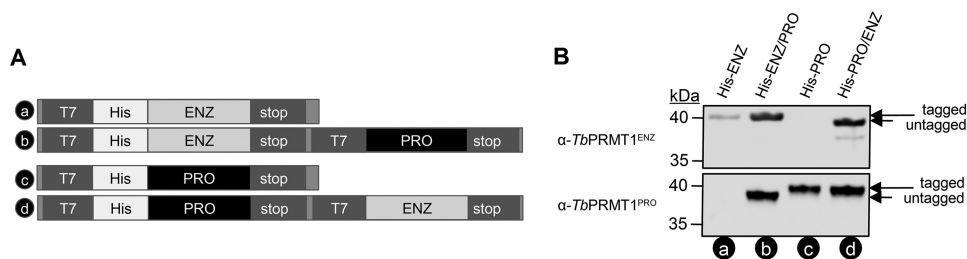 A
a T7 His ENZ stop
b T7 His ENZ stop T7 PRO stop
c T7 His PRO stop
d T7 His PRO stop T7 ENZ stop
B
His-ENZ
His-ENZ/PRO
His-PRO
His-PRO/ENZ
kDa
40
35
α-TbPRMT1ᴱᴺᶻ
tagged
untagged
40
35
α-TbPRMT1ᴾᴿᴼ
tagged
untagged
a b c d